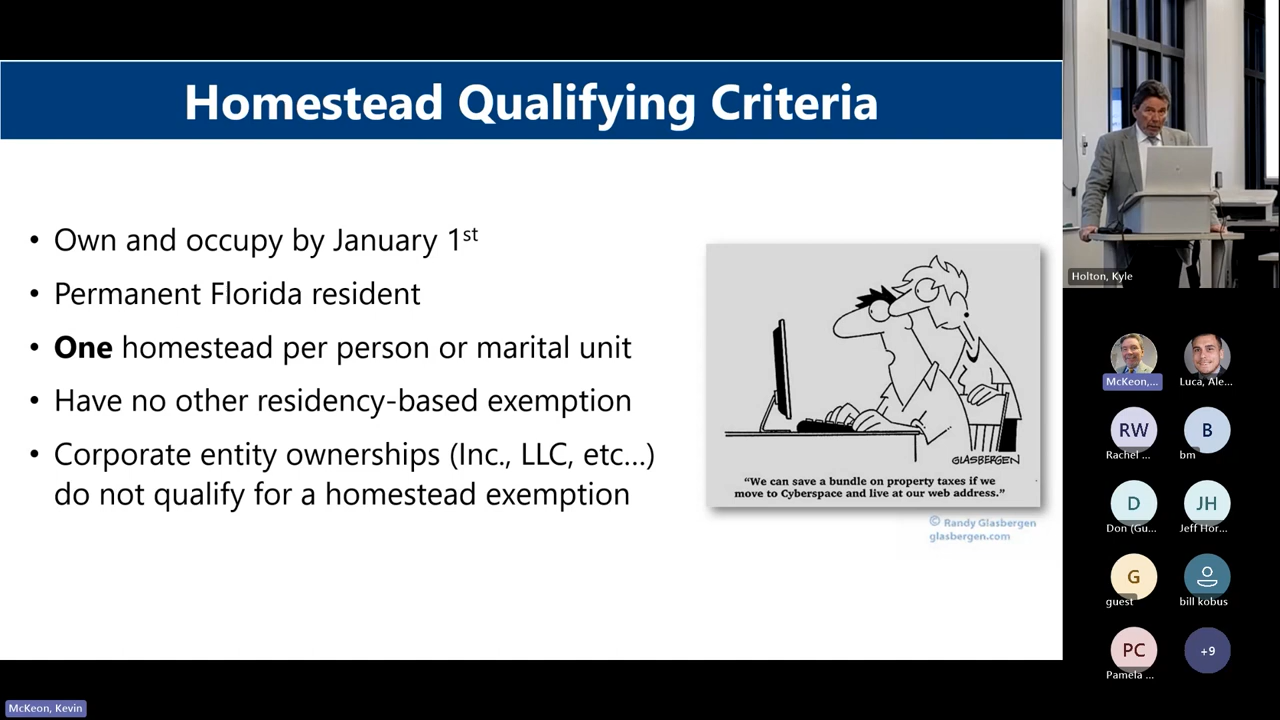 Homestead Qualifying Criteria
• Own and occupy by January 1st
• Permanent Florida resident
• One homestead per person or marital unit
• Have no other residency-based exemption
• Corporate entity ownerships (Inc., LLC, etc...)
do not qualify for a homestead exemption
GLASBERGEN
“We can save a bundle on property taxes if we
move to Cyberspace and live at our web address.”
© Randy Glasbergen
glasbergen.com
Holton, Kyle
McKeon,...
Luca, Ale...
RW
B
Rachel ...
bm
D
JH
Don (Gu...
Jeff Hor...
G
guest
bill kobus
PC
+9
Pamela ...
McKeon, Kevin